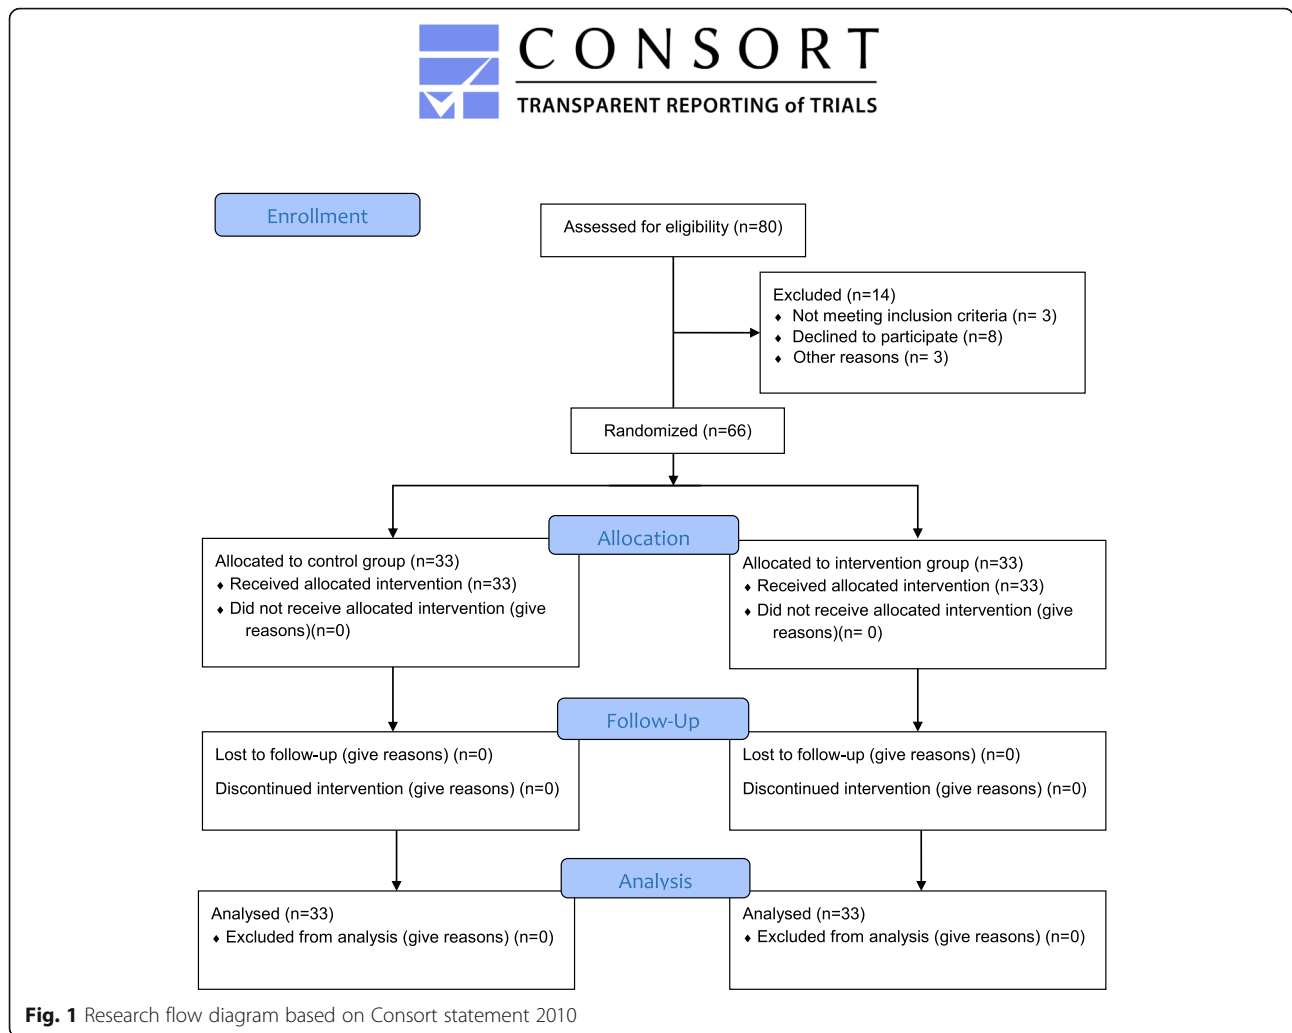 CONSORT
TRANSPARENT REPORTING of TRIALS
Enrollment
Assessed for eligibility (n=80)
Excluded (n=14)
♦ Not meeting inclusion criteria (n= 3)
♦ Declined to participate (n=8)
♦ Other reasons (n= 3)
Randomized (n=66)
Allocation
Allocated to control group (n=33)
♦ Received allocated intervention (n=33)
♦ Did not receive allocated intervention (give
reasons)(n=0)
Allocated to intervention group (n=33)
♦ Received allocated intervention (n=33)
♦ Did not receive allocated intervention (give
reasons)(n= 0)
Follow-Up
Lost to follow-up (give reasons) (n=0)
Discontinued intervention (give reasons) (n=0)
Lost to follow-up (give reasons) (n=0)
Discontinued intervention (give reasons) (n=0)
Analysis
Analysed (n=33)
♦ Excluded from analysis (give reasons) (n=0)
Analysed (n=33)
♦ Excluded from analysis (give reasons) (n=0)
Fig. 1 Research flow diagram based on Consort statement 2010